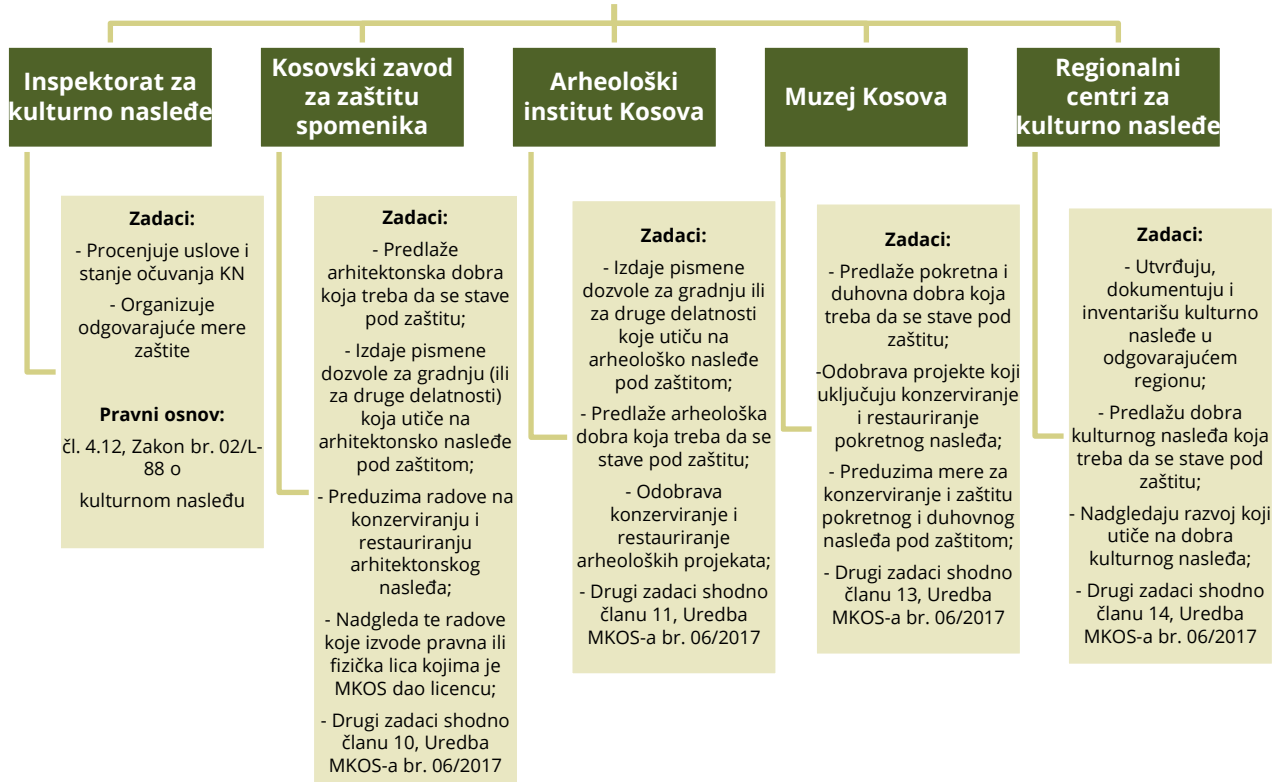 Inspektorat za
kulturno nasleđe
Zadaci:
- Procenjuje uslove i
stanje očuvanja KN
- Organizuje
odgovarajuće mere
zaštite
Pravni osnov:
čl. 4.12, Zakon br. 02/L-
88 o
kulturnom nasleđu
Kosovski zavod
za zaštitu
spomenika
Zadaci:
- Predlaže
arhitektonska dobra
koja treba da se stave
pod zaštitu;
- Izdaje pismene
dozvole za gradnju (ili
za druge delatnosti)
koja utiče na
arhitektonsko nasleđe
pod zaštitom;
- Preduzima radove na
konzerviranju i
restauriranju
arhitektonskog
nasleđa;
- Nadgleda te radove
koje izvode pravna ili
fizička lica kojima je
MKOS dao licencu;
- Drugi zadaci shodno
članu 10, Uredba
MKOS-a br. 06/2017
Arheološki
institut Kosova
Zadaci:
- Izdaje pismene
dozvole za gradnju ili
za druge delatnosti
koje utiču na
arheološko nasleđe
pod zaštitom;
- Predlaže arheološka
dobra koja treba da se
stave pod zaštitu;
- Odobrava
konzerviranje i
restauriranje
arheoloških projekata;
- Drugi zadaci shodno
članu 11, Uredba
MKOS-a br. 06/2017
Muzej Kosova
Zadaci:
- Predlaže pokretna i
duhovna dobra koja
treba da se stave pod
zaštitu;
-Odobrava projekte koji
uključuju konzerviranje
i restauriranje
pokretnog nasleđa;
- Preduzima mere za
konzerviranje i zaštitu
pokretnog i duhovnog
nasleđa pod zaštitom;
- Drugi zadaci shodno
članu 13, Uredba
MKOS-a br. 06/2017
Regionalni
centri za
kulturno nasleđe
Zadaci:
- Utvrđuju,
dokumentuju i
inventarišu kulturno
nasleđe u
odgovarajućem
regionu;
- Predlažu dobra
kulturnog nasleđa koja
treba da se stave pod
zaštitu;
- Nadgledaju razvoj koji
utiče na dobra
kulturnog nasleđa;
- Drugi zadaci shodno
članu 14, Uredba
MKOS-a br. 06/2017